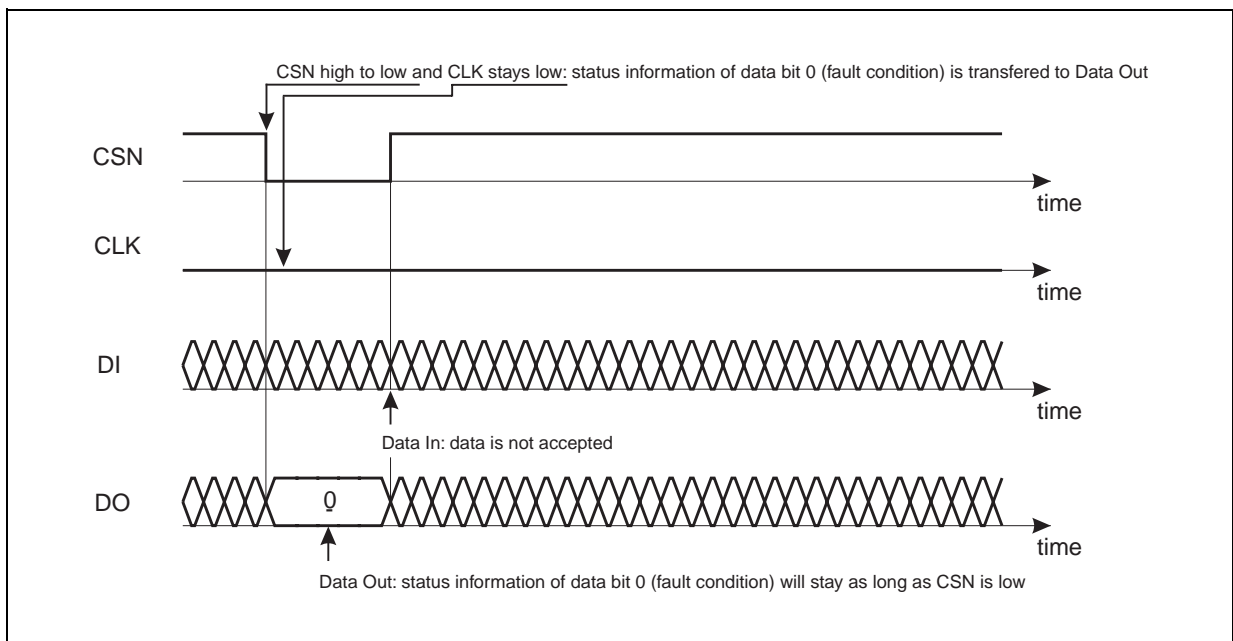 CSN high to low and CLK stays low: status information of data bit 0 (fault condition) is transfered to Data Out
CSN
time
CLK
time
DI
time
Data In: data is not accepted
DO
0
time
Data Out: status information of data bit 0 (fault condition) will stay as long as CSN is low